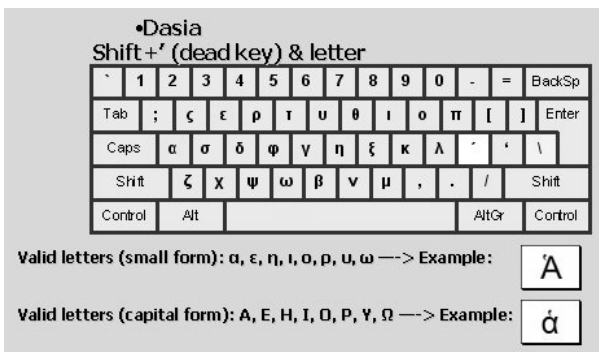 •Dasia
Shift+΄ (dead key) & letter
` 1 2 3 4 5 6 7 8 9 0 - = BackSp
Tab ; ς ε ρ τ υ θ ι ο π [ ] Enter
Caps α σ δ φ γ η ξ κ λ ΄ ‘ \
Shift ζ χ ψ ω β ν μ , . / Shift
Control Alt AltGr Control
Valid letters (small form): α, ε, η, ι, ο, ρ, υ, ω —-> Example: Ἁ
Valid letters (capital form): Α, Ε, Η, Ι, Ο, Ρ, Υ, Ω —-> Example: ἁ